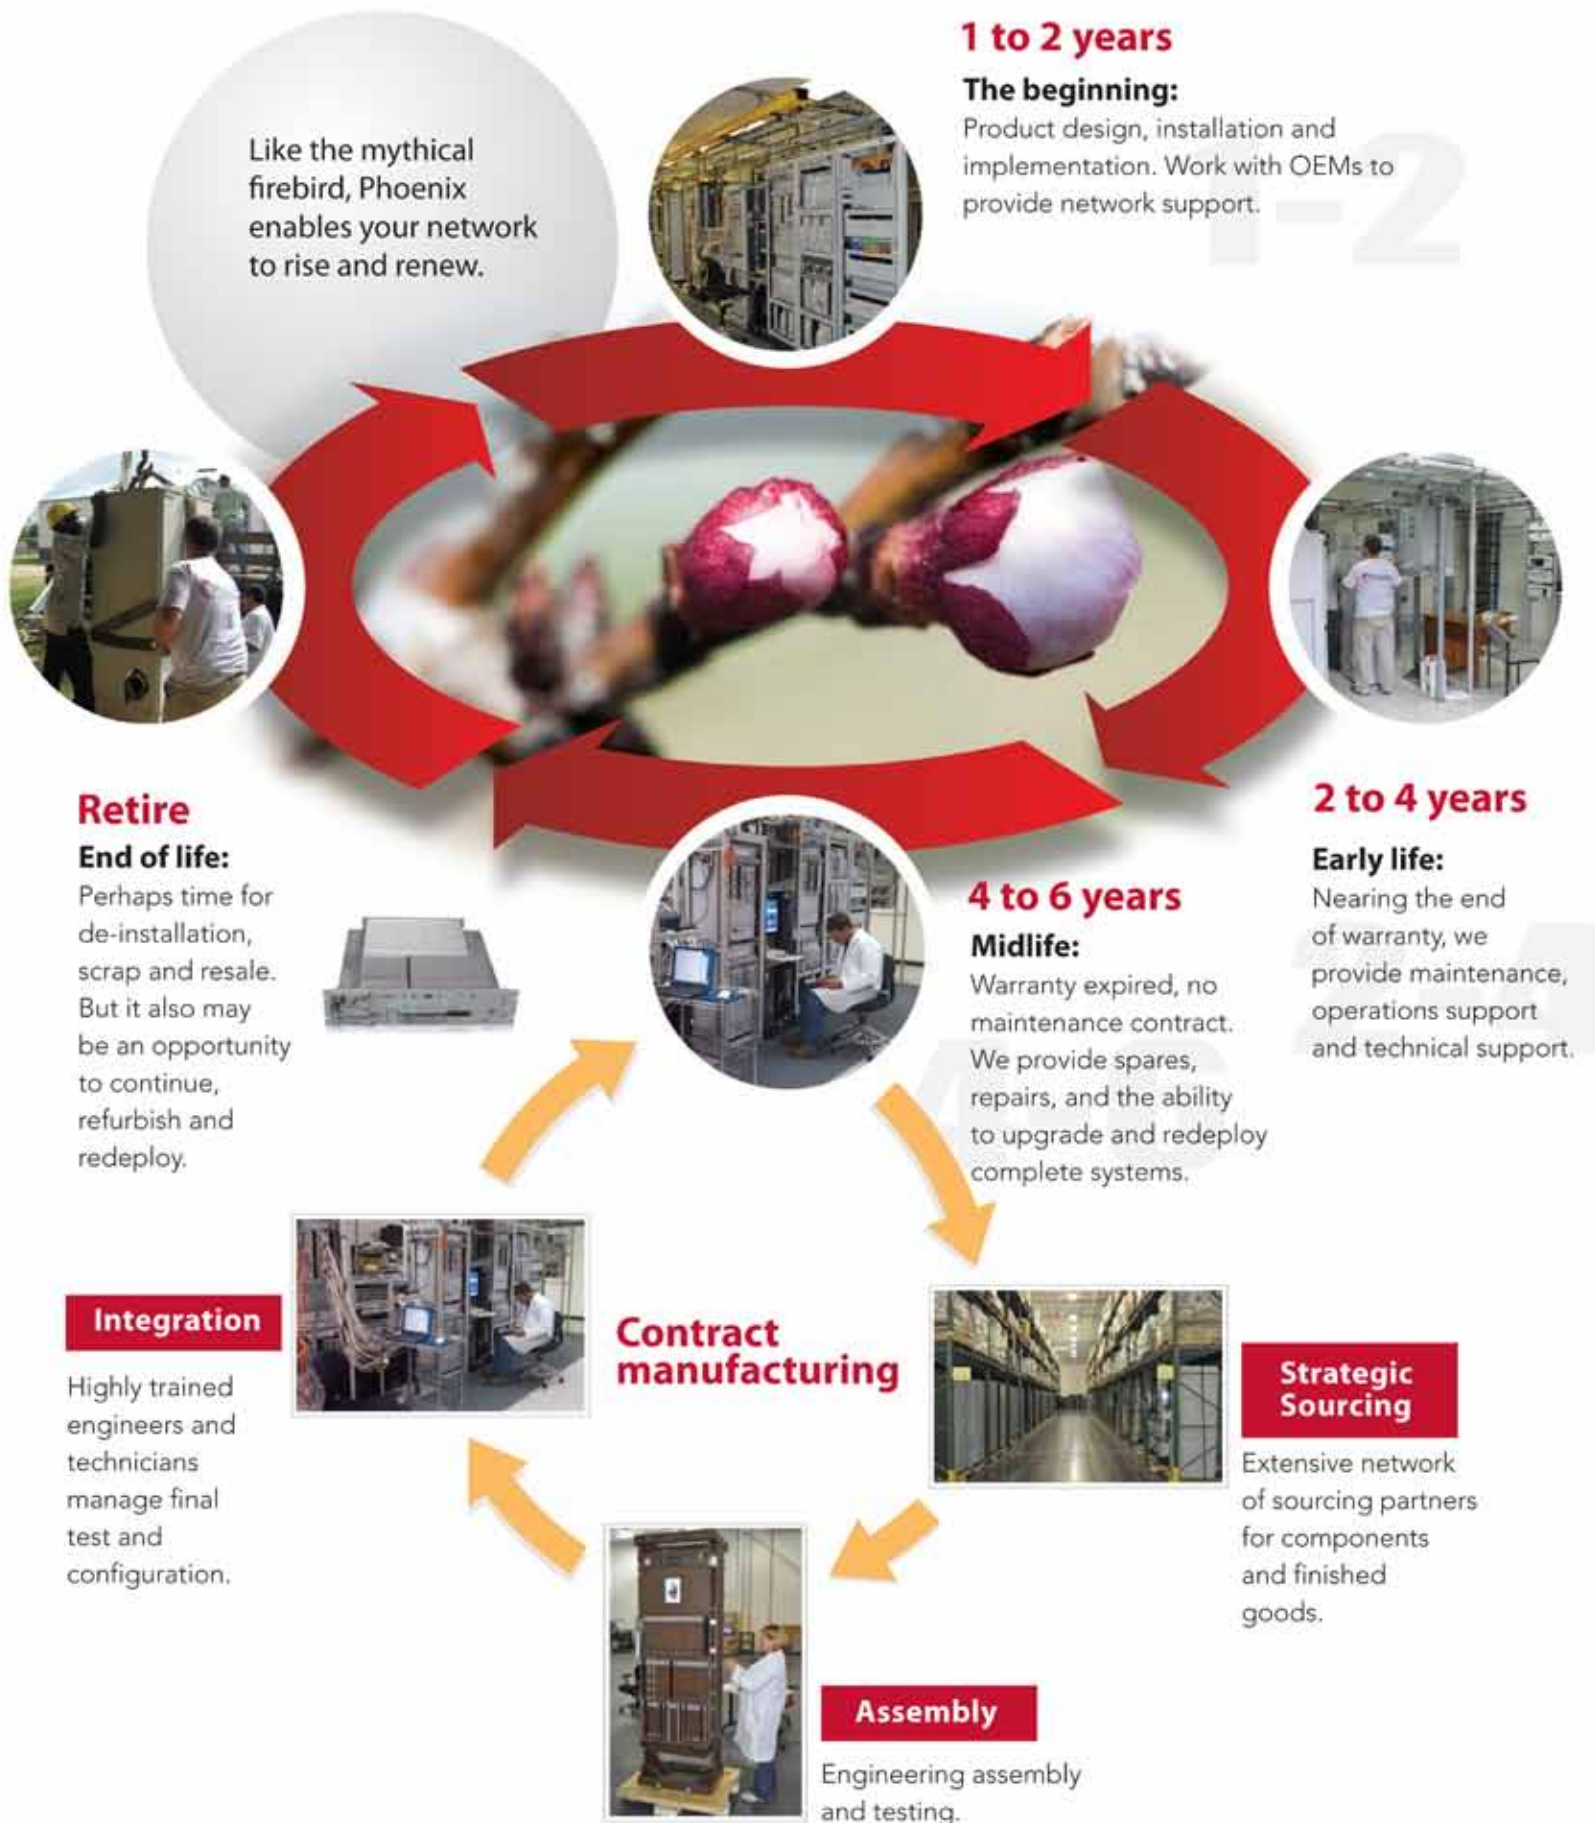 Like the mythical
firebird, Phoenix
enables your network
to rise and renew.
1 to 2 years
The beginning:
Product design, installation and
implementation. Work with OEMs to
provide network support.
1-2
2 to 4 years
Early life:
Nearing the end
of warranty, we
provide maintenance,
operations support
and technical support.
2-4
4 to 6 years
Midlife:
Warranty expired, no
maintenance contract.
We provide spares,
repairs, and the ability
to upgrade and redeploy
complete systems.
4-6
Retire
End of life:
Perhaps time for
de-installation,
scrap and resale.
But it also may
be an opportunity
to continue,
refurbish and
redeploy.
Contract
manufacturing
Strategic
Sourcing
Extensive network
of sourcing partners
for components
and finished
goods.
Assembly
Engineering assembly
and testing.
Integration
Highly trained
engineers and
technicians
manage final
test and
configuration.